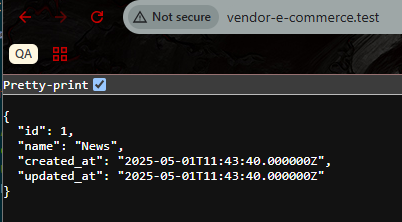 Not secure vendor-e-commerce.test
QA
Pretty-print
{
  "id": 1,
  "name": "News",
  "created_at": "2025-05-01T11:43:40.000000Z",
  "updated_at": "2025-05-01T11:43:40.000000Z"
}